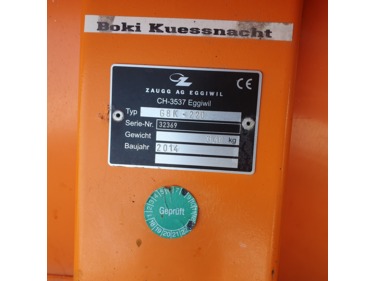 Boki Kuessnacht
Z
CE
ZAUGG AG EGGIWIL
CH-3537 Eggiwil
Typ
Serie-Nr. 32369
Gewicht kg
Baujahr 2014
Geprüft